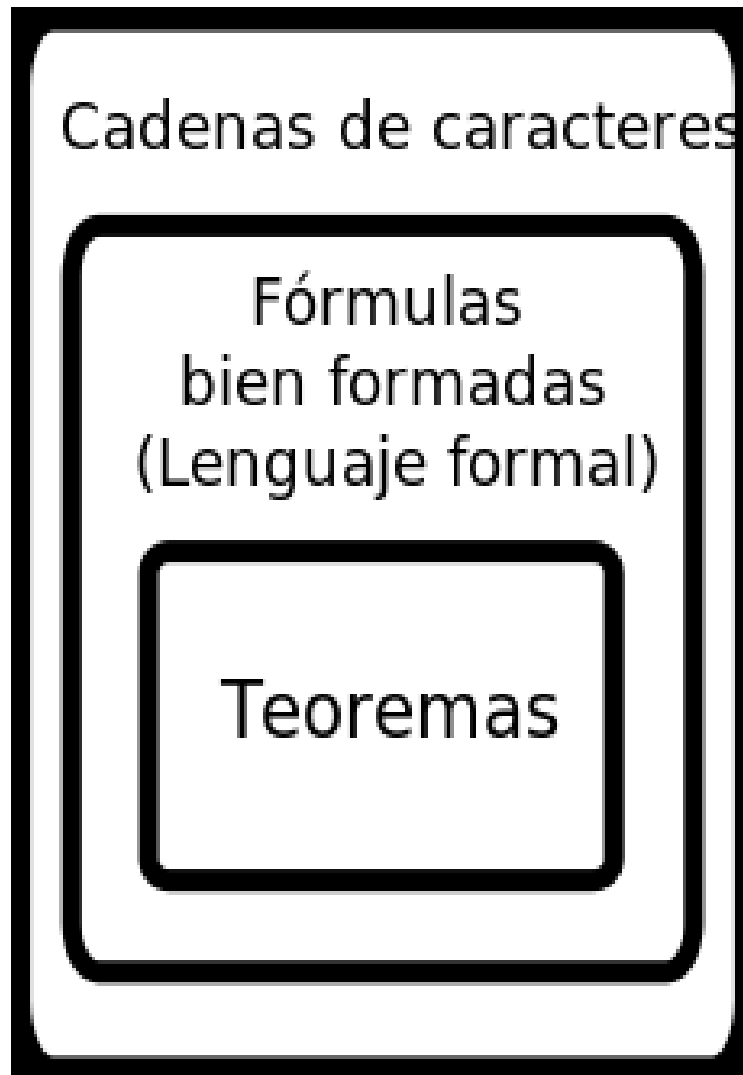 Cadenas de caracteres
Fórmulas
bien formadas
(Lenguaje formal)
Teoremas